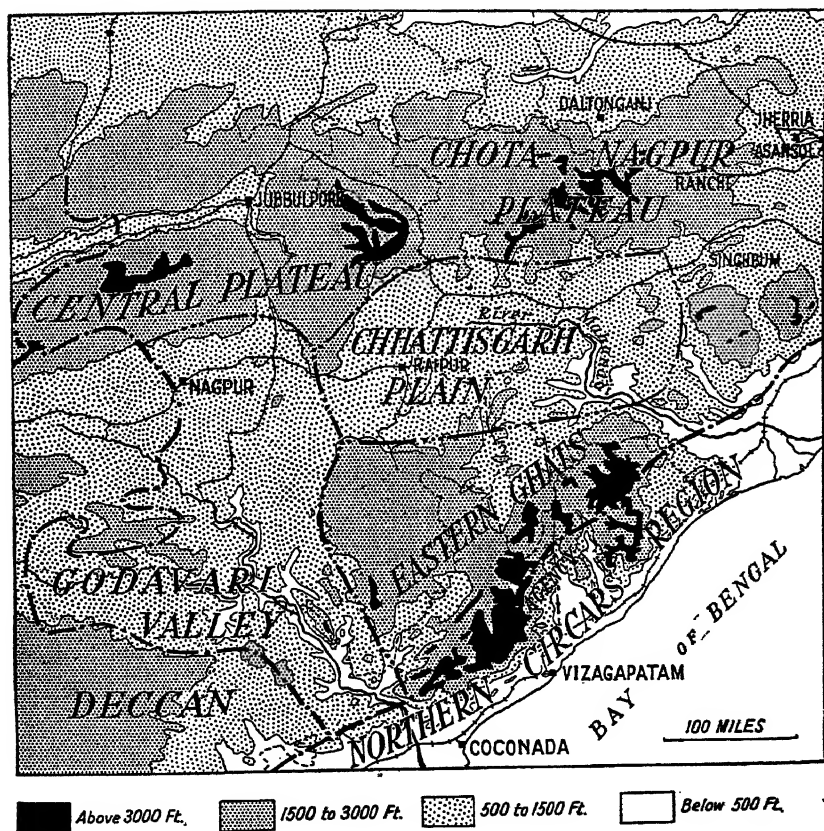 DALTONGANJ
JHERRIA
ASANSOL
CHOTA NAGPUR
RANCHI
PLATEAU
JUBBULPORE
SINGHBUM
CENTRAL PLATEAU
River
CHHATTISGARH
RAIPUR
PLAIN
NAGPUR
EASTERN GHATS
GODAVARI
VALLEY
AGENCY
NORTHERN CIRCARS REGION
BAY OF BENGAL
VIZAGAPATAM
DECCAN
COCONADA
100 MILES
Above 3000 Ft. 1500 to 3000 Ft. 500 to 1500 Ft. Below 500 Ft.